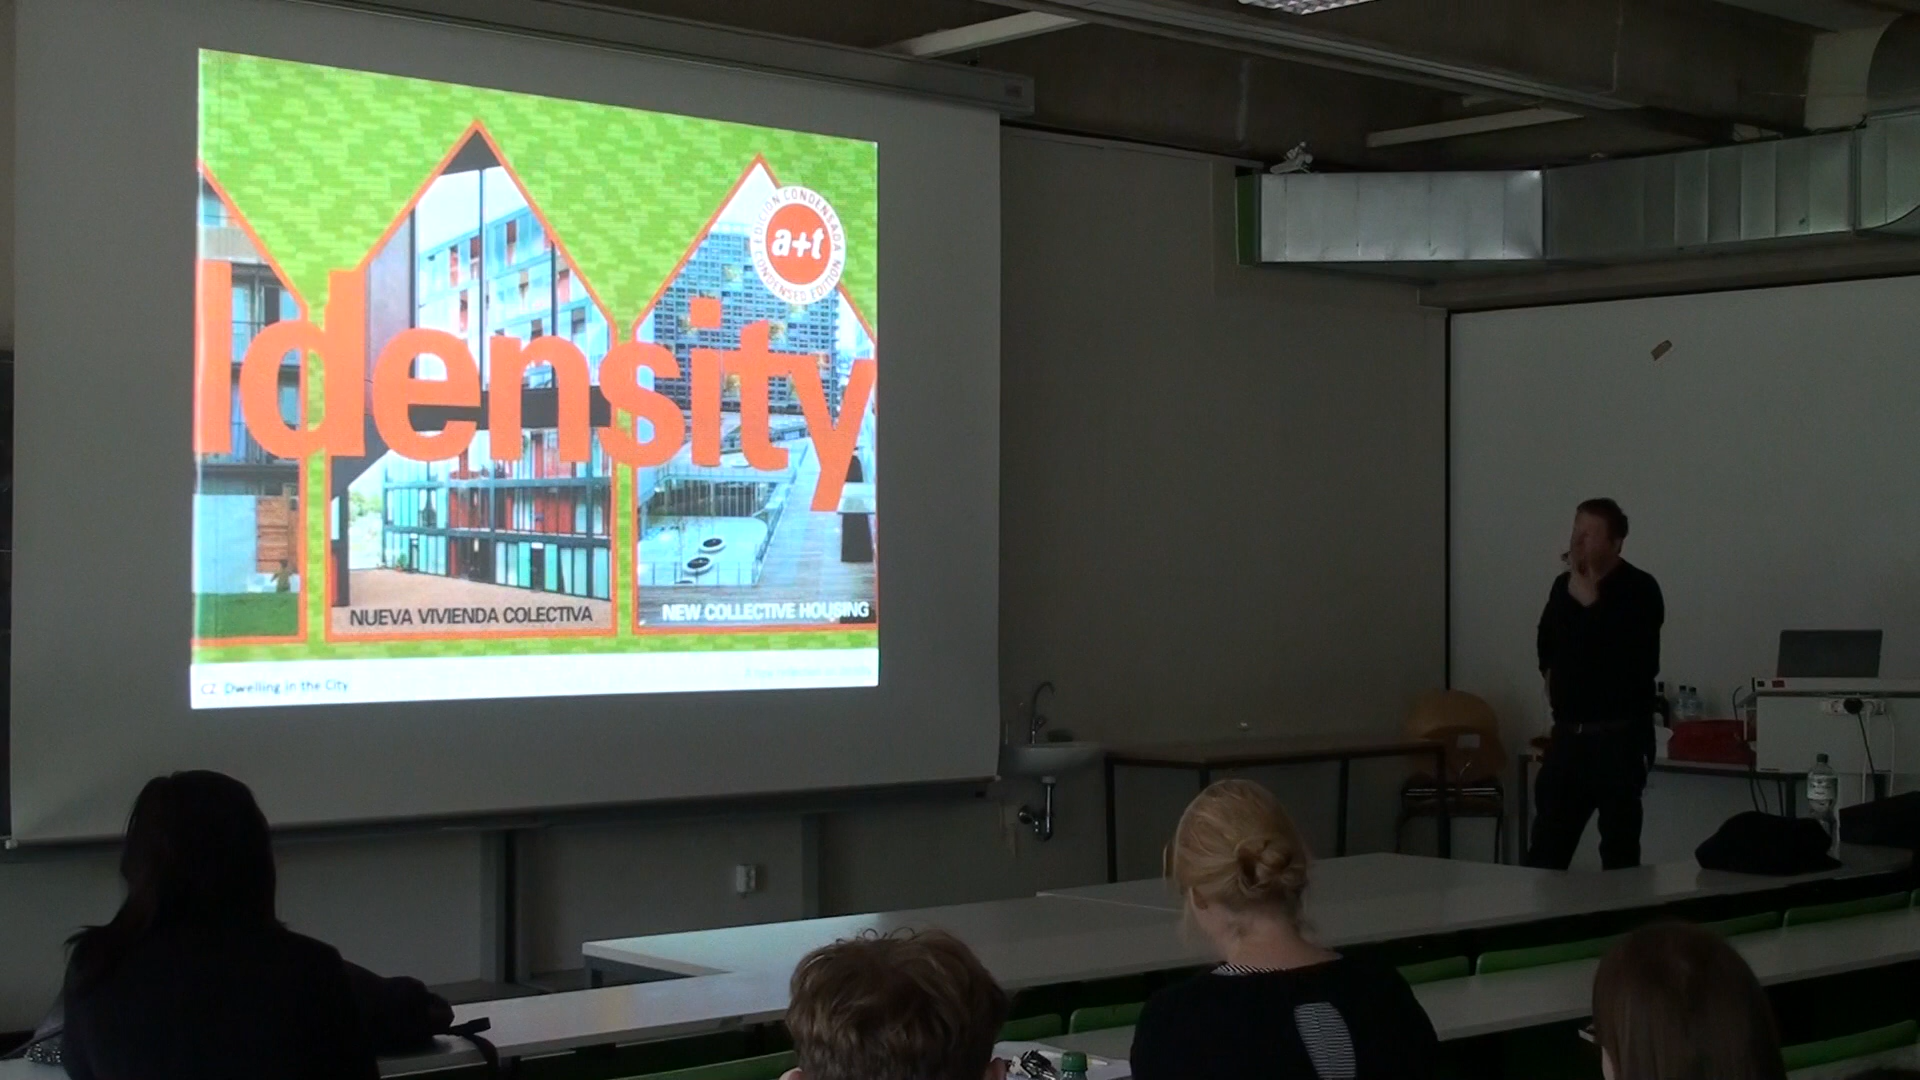 EDICIÓN CONDENSADA
a+t
CONDENSED EDITION
density
NUEVA VIVIENDA COLECTIVA
NEW COLLECTIVE HOUSING
CZ Dwelling in the City